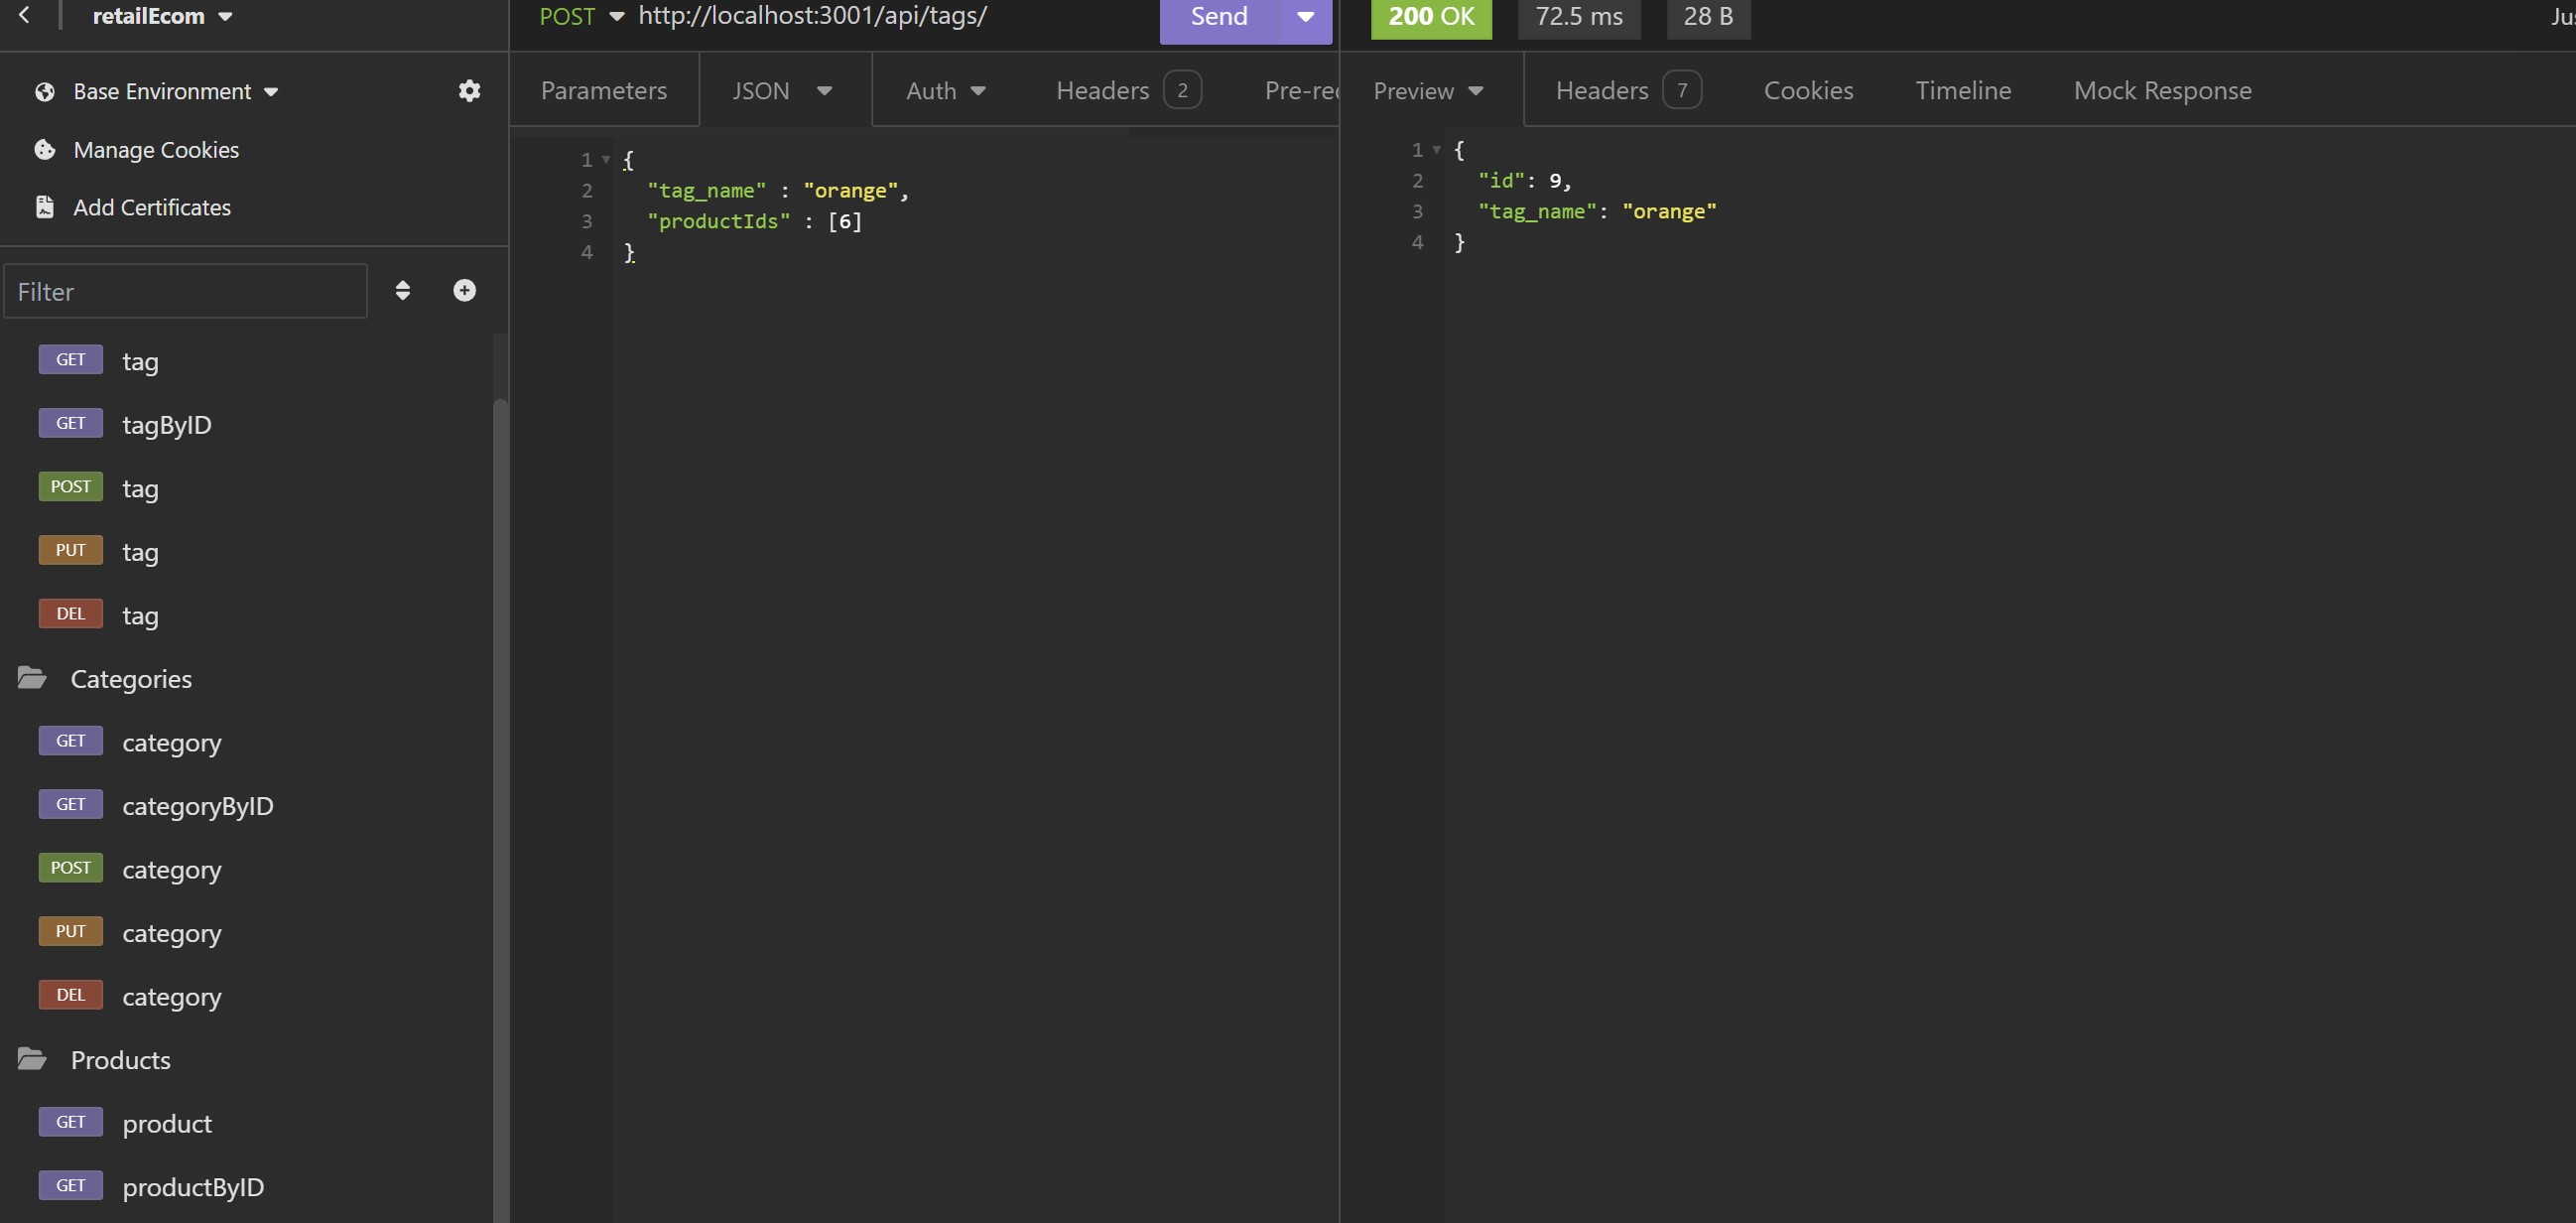 retailEcom
Base Environment
Manage Cookies
Add Certificates
Filter
GET tag
GET tagByID
POST tag
PUT tag
DEL tag
Categories
GET category
GET categoryByID
POST category
PUT category
DEL category
Products
GET product
GET productByID
POST http://localhost:3001/api/tags/ Send
Parameters JSON Auth Headers 2
1 {
2 "tag_name" : "orange",
3 "productIds" : [6]
4 }
200 OK 72.5 ms 28 B
Preview Headers 7 Cookies Timeline Mock Response
1 {
2 "id": 9,
3 "tag_name": "orange"
4 }